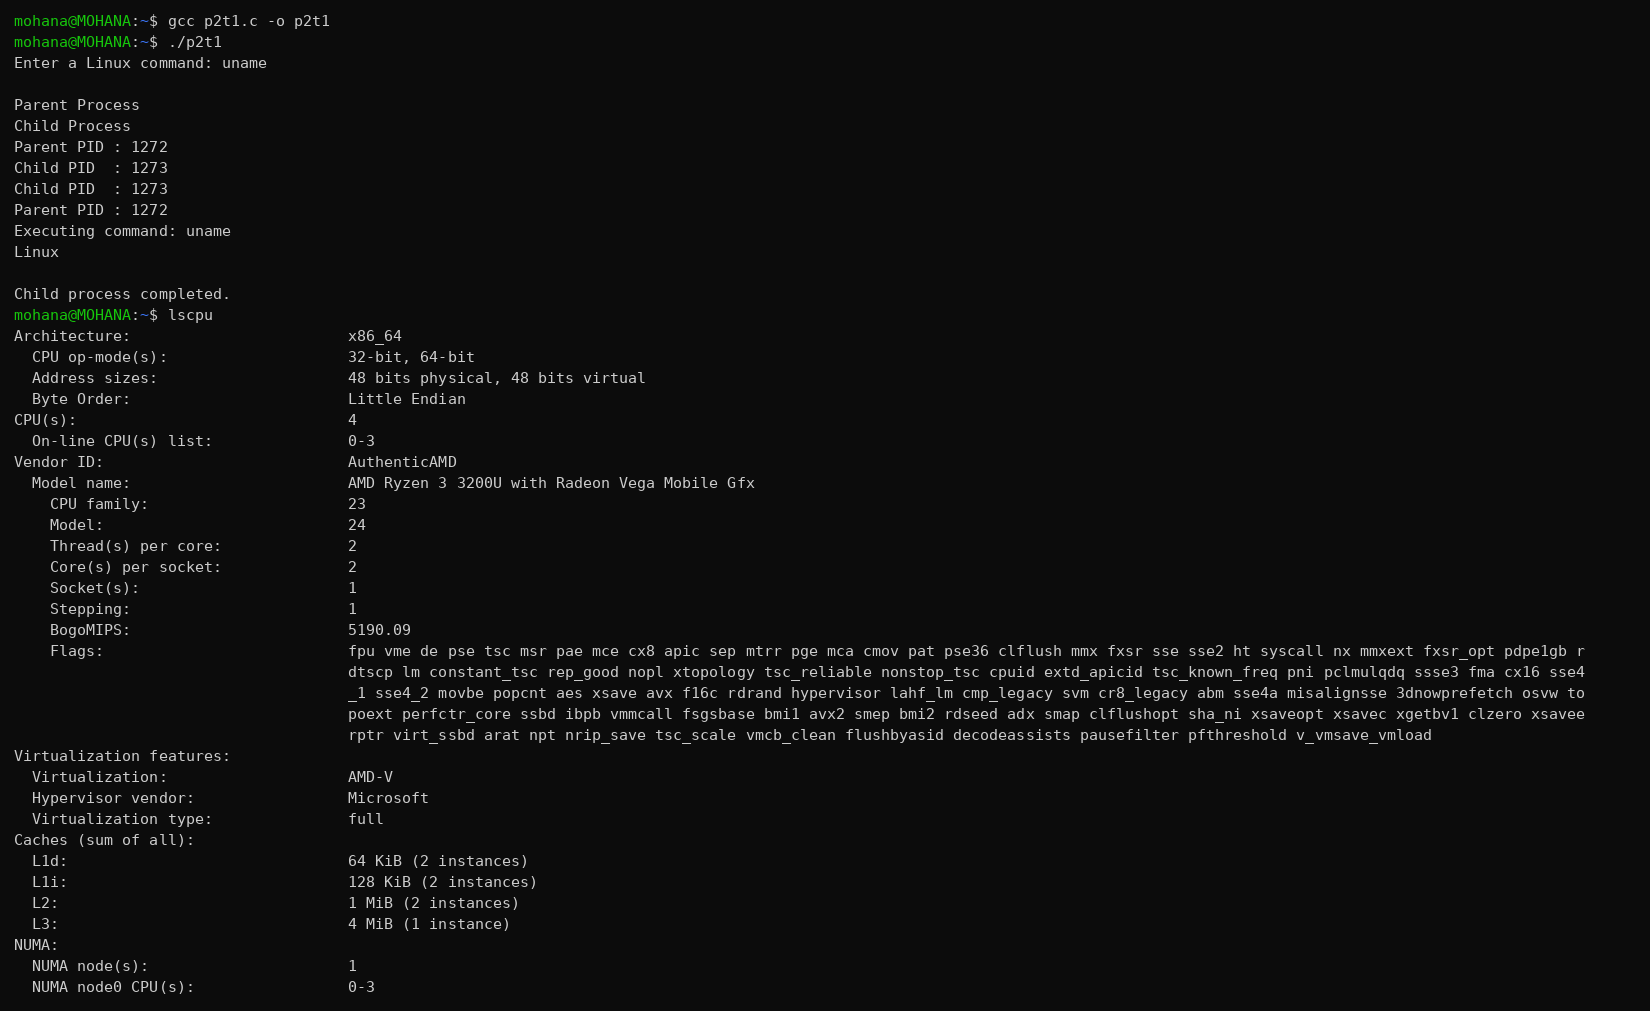 mohana@MOHANA:~$ gcc p2t1.c -o p2t1
mohana@MOHANA:~$ ./p2t1
Enter a Linux command: uname

Parent Process
Child Process
Parent PID : 1272
Child PID  : 1273
Child PID  : 1273
Parent PID : 1272
Executing command: uname
Linux

Child process completed.
mohana@MOHANA:~$ lscpu
Architecture:                        x86_64
  CPU op-mode(s):                    32-bit, 64-bit
  Address sizes:                     48 bits physical, 48 bits virtual
  Byte Order:                        Little Endian
CPU(s):                              4
  On-line CPU(s) list:               0-3
Vendor ID:                           AuthenticAMD
  Model name:                        AMD Ryzen 3 3200U with Radeon Vega Mobile Gfx
    CPU family:                      23
    Model:                           24
    Thread(s) per core:              2
    Core(s) per socket:              2
    Socket(s):                       1
    Stepping:                        1
    BogoMIPS:                        5190.09
    Flags:                           fpu vme de pse tsc msr pae mce cx8 apic sep mtrr pge mca cmov pat pse36 clflush mmx fxsr sse sse2 ht syscall nx mmxext fxsr_opt pdpe1gb r
                                     dtscp lm constant_tsc rep_good nopl xtopology tsc_reliable nonstop_tsc cpuid extd_apicid tsc_known_freq pni pclmulqdq ssse3 fma cx16 sse4
                                     _1 sse4_2 movbe popcnt aes xsave avx f16c rdrand hypervisor lahf_lm cmp_legacy svm cr8_legacy abm sse4a misalignsse 3dnowprefetch osvw to
                                     poext perfctr_core ssbd ibpb vmmcall fsgsbase bmi1 avx2 smep bmi2 rdseed adx smap clflushopt sha_ni xsaveopt xsavec xgetbv1 clzero xsavee
                                     rptr virt_ssbd arat npt nrip_save tsc_scale vmcb_clean flushbyasid decodeassists pausefilter pfthreshold v_vmsave_vmload
Virtualization features:
  Virtualization:                    AMD-V
  Hypervisor vendor:                 Microsoft
  Virtualization type:               full
Caches (sum of all):
  L1d:                               64 KiB (2 instances)
  L1i:                               128 KiB (2 instances)
  L2:                                1 MiB (2 instances)
  L3:                                4 MiB (1 instance)
NUMA:
  NUMA node(s):                      1
  NUMA node0 CPU(s):                 0-3